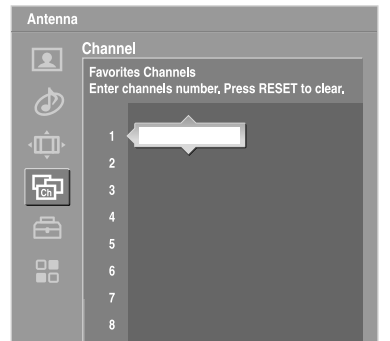 Antenna
Channel
Favorites Channels
Enter channels number, Press RESET to clear,
1
2
3
Ch
4
5
6
7
8